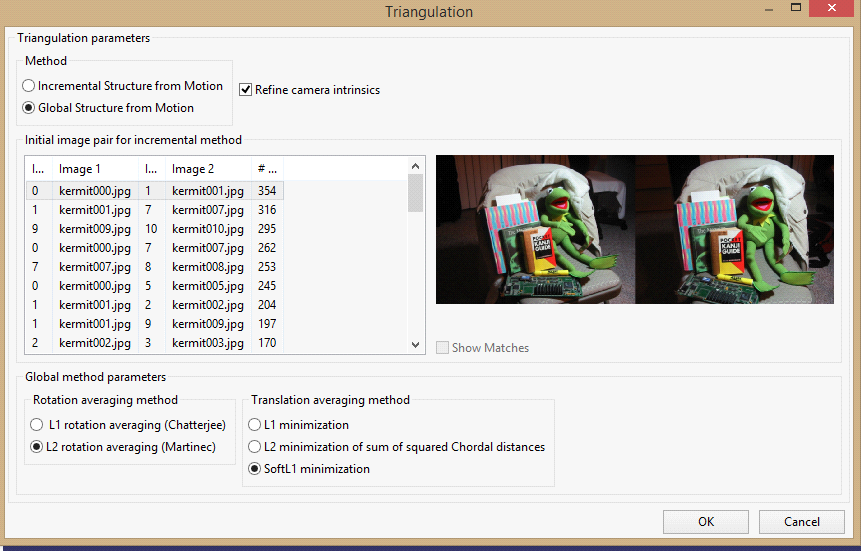 Triangulation
Triangulation parameters
Method
Incremental Structure from Motion
Global Structure from Motion
Refine camera intrinsics
Initial image pair for incremental method
I... Image 1 I... Image 2 # ...
0 kermit000.jpg 1 kermit001.jpg 354
1 kermit001.jpg 7 kermit007.jpg 316
9 kermit009.jpg 10 kermit010.jpg 295
0 kermit000.jpg 7 kermit007.jpg 262
7 kermit007.jpg 8 kermit008.jpg 253
0 kermit000.jpg 5 kermit005.jpg 245
1 kermit001.jpg 2 kermit002.jpg 204
1 kermit001.jpg 9 kermit009.jpg 197
2 kermit002.jpg 3 kermit003.jpg 170
POCKET
KANJI
GUIDE
POCKET
KANJI
GUIDE
Show Matches
Global method parameters
Rotation averaging method
L1 rotation averaging (Chatterjee)
L2 rotation averaging (Martinec)
Translation averaging method
L1 minimization
L2 minimization of sum of squared Chordal distances
SoftL1 minimization
OK
Cancel